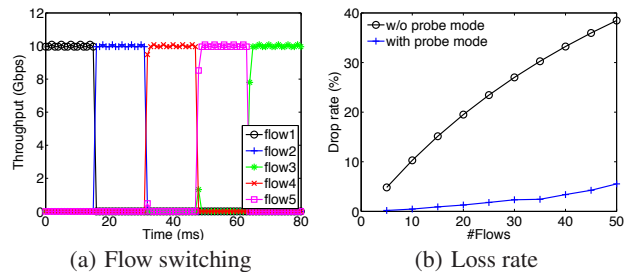 12
10
8
6
4
2
0
Throughput (Gbps)
0
20
40
60
80
Time (ms)
flow1
flow2
flow3
flow4
flow5
(a) Flow switching
40
30
20
10
0
Drop rate (%)
w/o probe mode
with probe mode
0
10
20
30
40
50
#Flows
(b) Loss rate